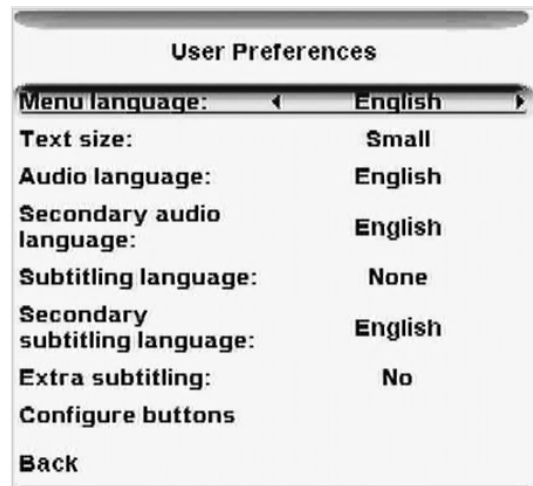 User Preferences
Menu language: English
Text size: Small
Audio language: English
Secondary audio
language: English
Subtitling language: None
Secondary
subtitling language: English
Extra subtitling: No
Configure buttons
Back